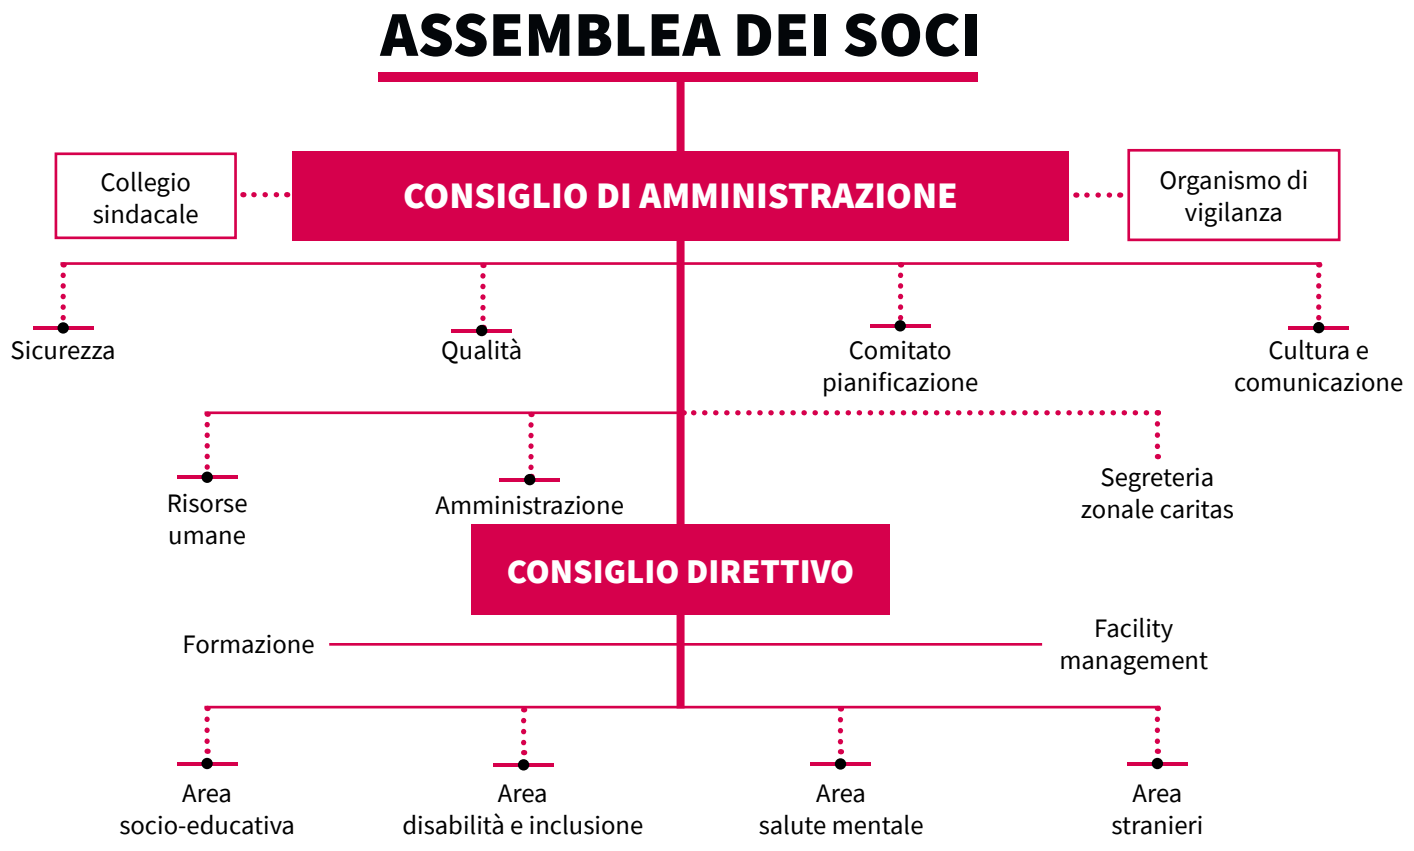 ASSEMBLEA DEI SOCI
Collegio
sindacale
CONSIGLIO DI AMMINISTRAZIONE
Organismo di
vigilanza
Sicurezza
Qualità
Comitato
pianificazione
Cultura e
comunicazione
Risorse
umane
Amministrazione
Segreteria
zonale caritas
CONSIGLIO DIRETTIVO
Formazione
Facility
management
Area
socio-educativa
Area
disabilità e inclusione
Area
salute mentale
Area
stranieri